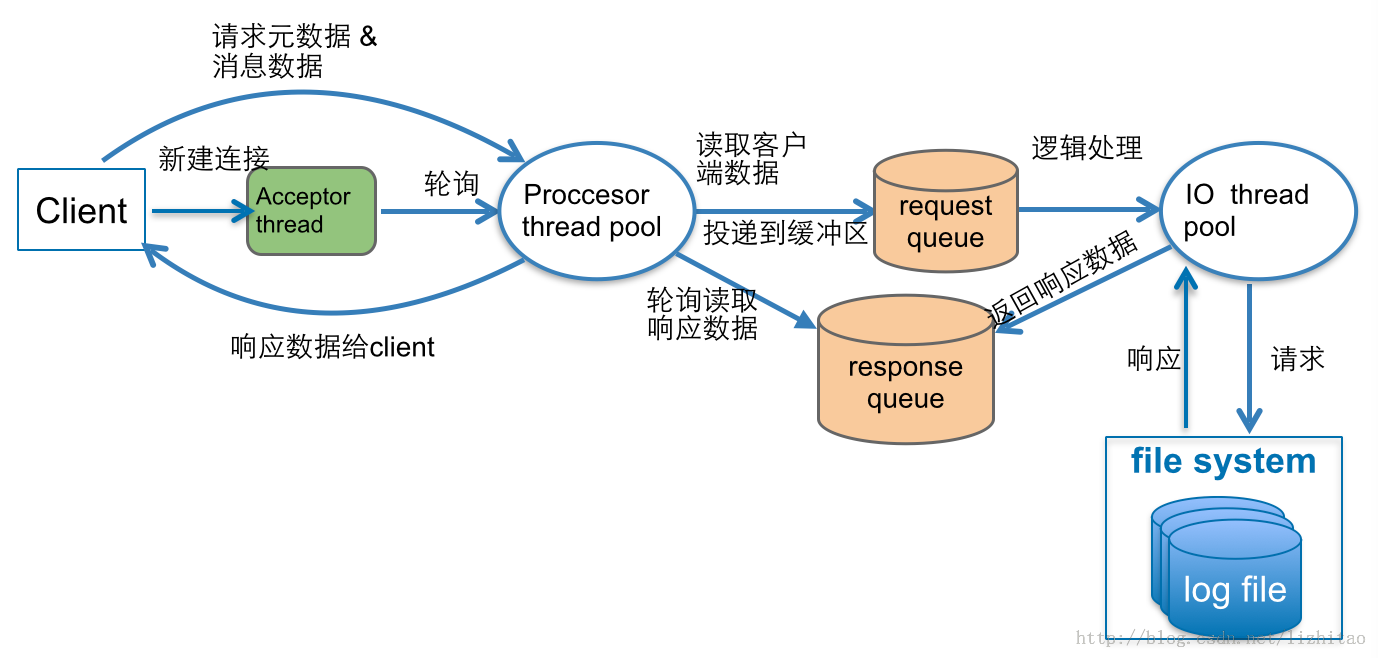 请求元数据 &
消息数据
新建连接
Client
Acceptor
thread
轮询
Proccesor
thread pool
读取客户
端数据
投递到缓冲区
request
queue
逻辑处理
IO thread
pool
轮询读取
响应数据
返回响应数据
响应数据给client
response
queue
响应
请求
file system
log file
http://blog.csdn.net/lizhitao